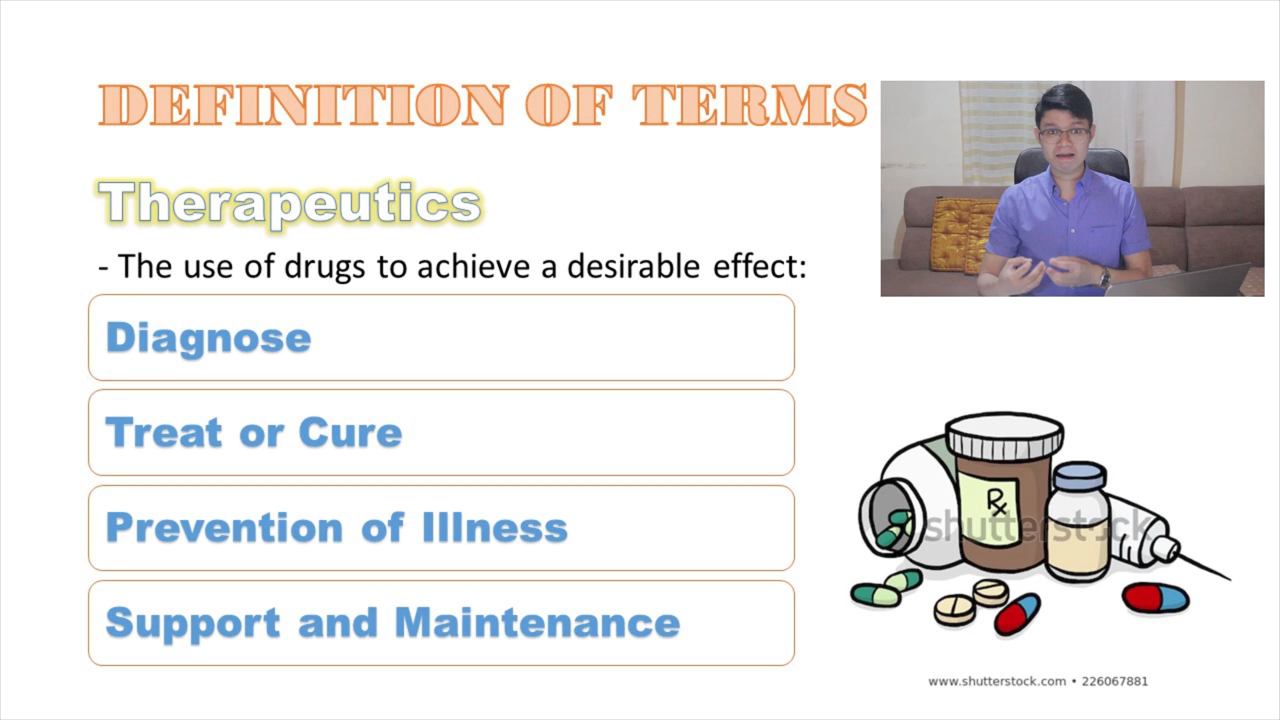 DEFINITION OF TERMS
Therapeutics
- The use of drugs to achieve a desirable effect:
Diagnose
Treat or Cure
Prevention of Illness
Support and Maintenance
Rx
shutterstock
www.shutterstock.com • 226067881